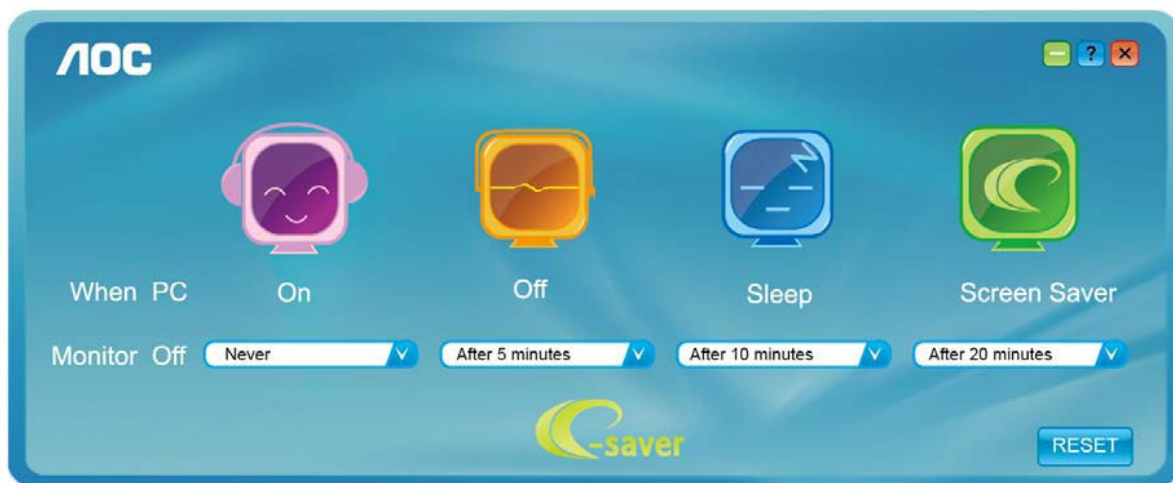 AOC
?
When PC On Off Sleep Screen Saver
Monitor Off Never After 5 minutes After 10 minutes After 20 minutes
e-saver
RESET